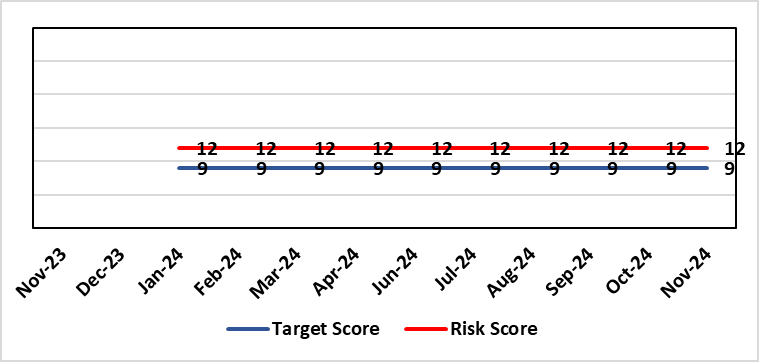 12 12 12 12 12 12 12 12 12 12
9 9 9 9 9 9 9 9 9 9
Nov-23 Dec-23 Jan-24 Feb-24 Mar-24 Apr-24 Jun-24 Jul-24 Aug-24 Sep-24 Oct-24 Nov-24
Target Score Risk Score